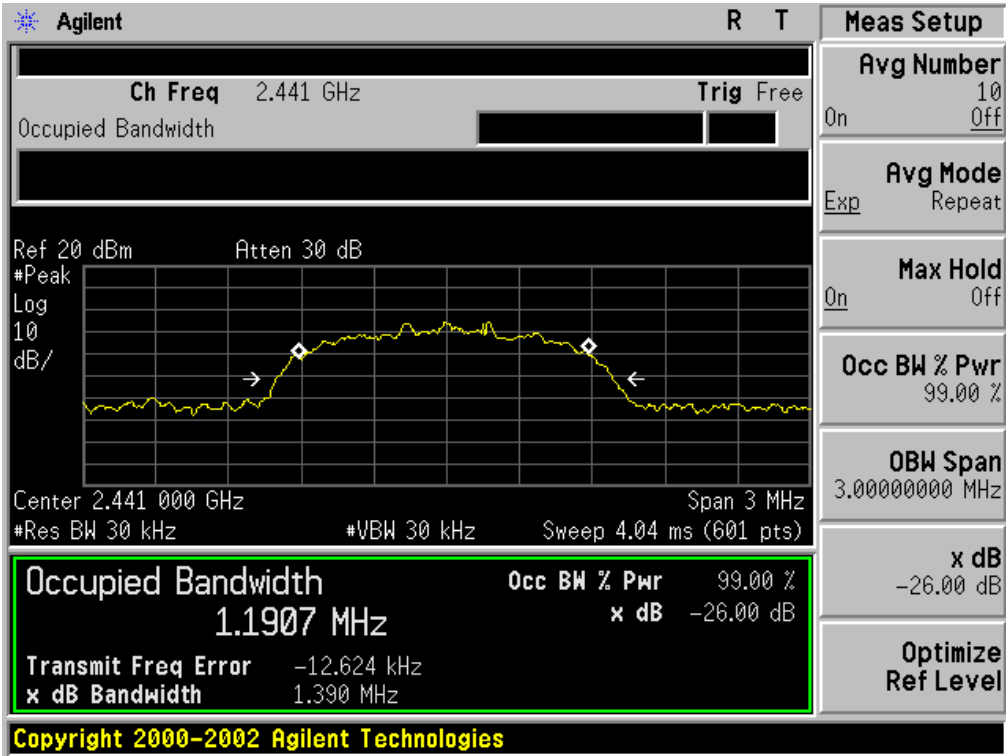 Agilent R T
Ch Freq 2.441 GHz Trig Free
Occupied Bandwidth
Ref 20 dBm Atten 30 dB
#Peak
Log
10
dB/
Center 2.441 000 GHz Span 3 MHz
#Res BW 30 kHz #VBW 30 kHz Sweep 4.04 ms (601 pts)
Occupied Bandwidth Occ BW % Pwr 99.00 %
1.1907 MHz x dB -26.00 dB
Transmit Freq Error -12.624 kHz
x dB Bandwidth 1.390 MHz
Copyright 2000-2002 Agilent Technologies
Meas Setup
Avg Number
10
On Off
Avg Mode
Exp Repeat
Max Hold
On Off
Occ BW % Pwr
99.00 %
OBW Span
3.00000000 MHz
x dB
-26.00 dB
Optimize
Ref Level